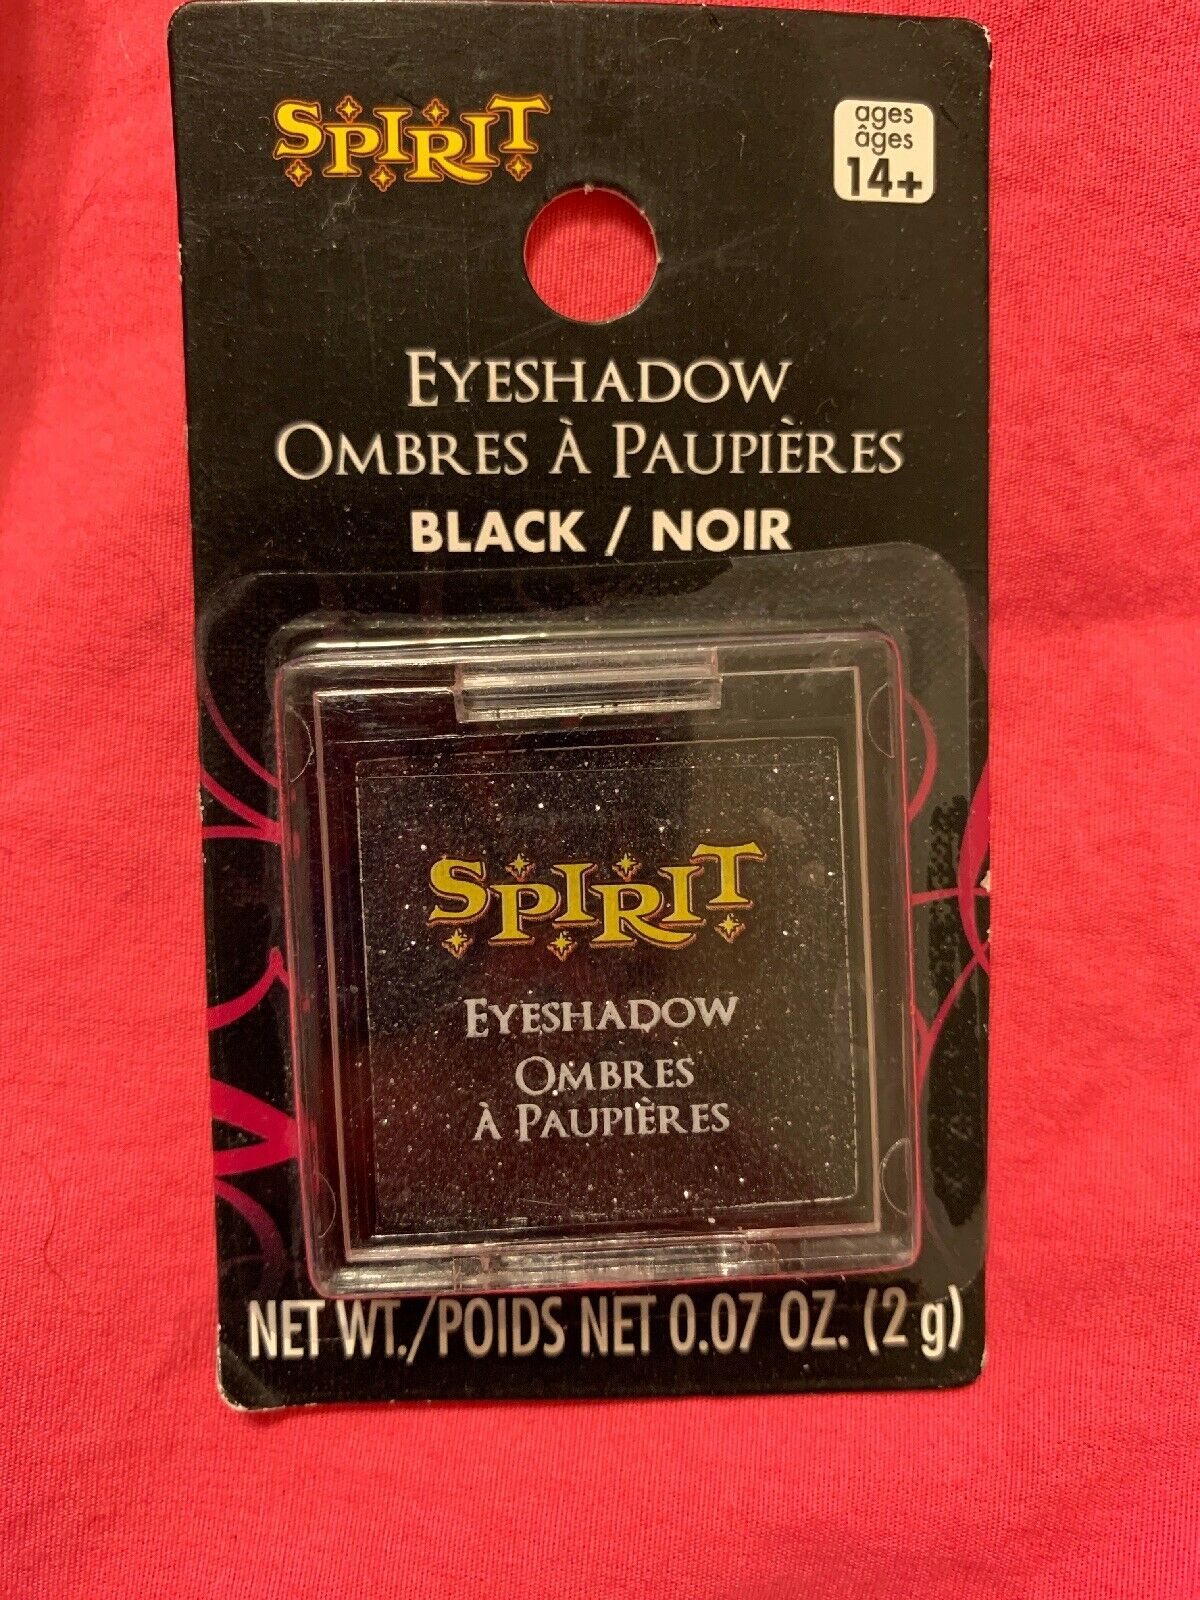 SPIRIT
ages
âges
14+
EYESHADOW
OMBRES À PAUPIÈRES
BLACK / NOIR
SPIRIT
EYESHADOW
OMBRES
À PAUPIÈRES
NET WT./POIDS NET 0.07 OZ. (2 g)